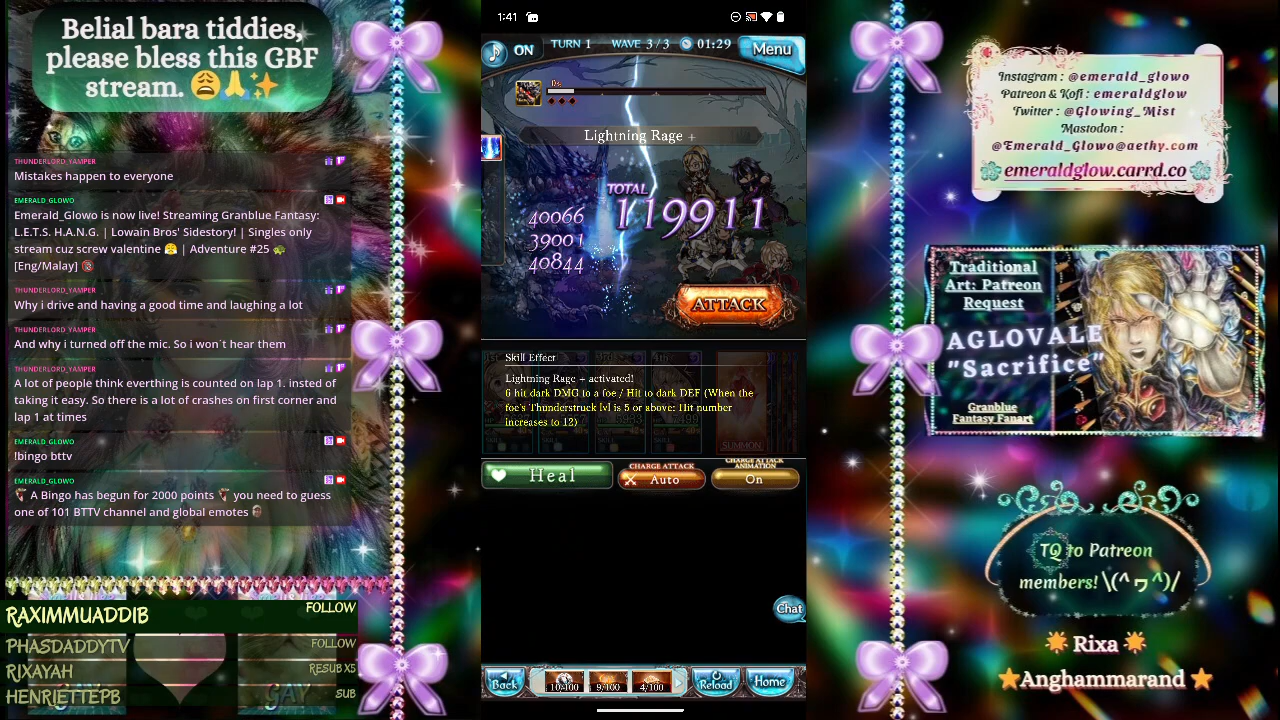 Belial bara tiddies,
please bless this GBF
stream. 😩🙏✨
THUNDERLORD_YAMPER
Mistakes happen to everyone
EMERALD_GLOWO
Emerald_Glowo is now live! Streaming Granblue Fantasy:
L.E.T.S. H.A.N.G. | Lowain Bros' Sidestory! | Singles only
stream cuz screw valentine 😤 | Adventure #25 🐢
[Eng/Malay] 🔞
THUNDERLORD_YAMPER
Why i drive and having a good time and laughing a lot
THUNDERLORD_YAMPER
And why i turned off the mic. So i won´t hear them
THUNDERLORD_YAMPER
A lot of people think everthing is counted on lap 1. insted of
taking it easy. So there is a lot of crashes on first corner and
lap 1 at times
EMERALD_GLOWO
!bingo bttv
EMERALD_GLOWO
A Bingo has begun for 2000 points you need to guess
one of 101 BTTV channel and global emotes
RAXIMMUADDIB FOLLOW
PHASDADDYTV FOLLOW
RIXAYAH RESUB X5
HENRIETTEPB SUB
GAY
1:41
ON TURN 1 WAVE 3/3 01:29 Menu
Lightning Rage +
TOTAL
119911
40066
39001
40844
ATTACK
Skill Effect
Lightning Rage + activated!
6 hit dark DMG to a foe / Hit to dark DEF (When the
foe's Thunderstruck lvl is 5 or above: Hit number
increases to 12)
SUMMON
Heal
CHARGE ATTACK
Auto
CHARGE ATTACK
ANIMATION
On
Chat
Back 10/100 9/100 4/100 Reload Home
Instagram : @emerald_glowo
Patreon & Kofi : emeraldglow
Twitter : @Glowing_Mist
Mastodon :
@Emerald_Glowo@aethy.com
emeraldglow.carrd.co
Traditional
Art: Patreon
Request
AGLOVALE
"Sacrifice"
Granblue
Fantasy Fanart
TQ to Patreon
members! \(^ヮ^)/
🌟 Rixa 🌟
⭐Anghammarand ⭐